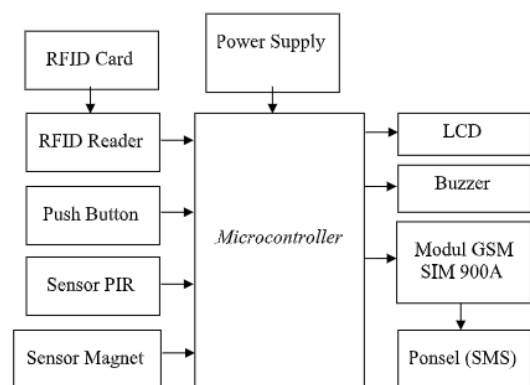 RFID Card
Power Supply
RFID Reader
Push Button
Sensor PIR
Sensor Magnet
Microcontroller
LCD
Buzzer
Modul GSM
SIM 900A
Ponsel (SMS)